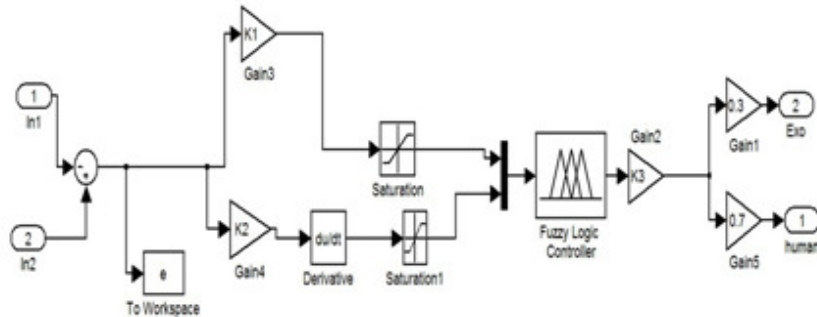 K1
Gain3
1
In1
-
+
2
In2
e
To Workspace
K2
Gain4
du/dt
Derivative
Saturation
Saturation1
Fuzzy Logic
Controller
Gain2
K3
0.3
Gain1
2
Exo
0.7
Gain5
1
human